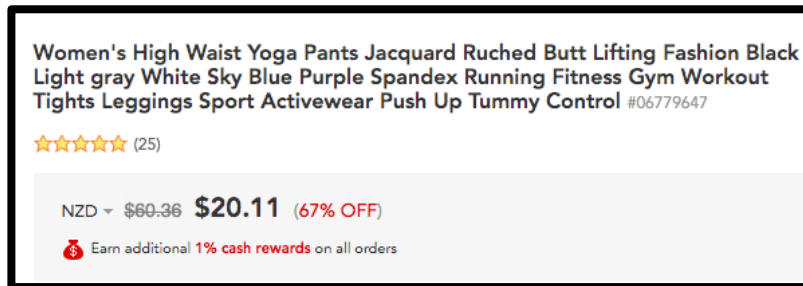 Women's High Waist Yoga Pants Jacquard Ruched Butt Lifting Fashion Black
Light gray White Sky Blue Purple Spandex Running Fitness Gym Workout
Tights Leggings Sport Activewear Push Up Tummy Control #06779647
(25)
NZD $60.36 $20.11 (67% OFF)
$ Earn additional 1% cash rewards on all orders